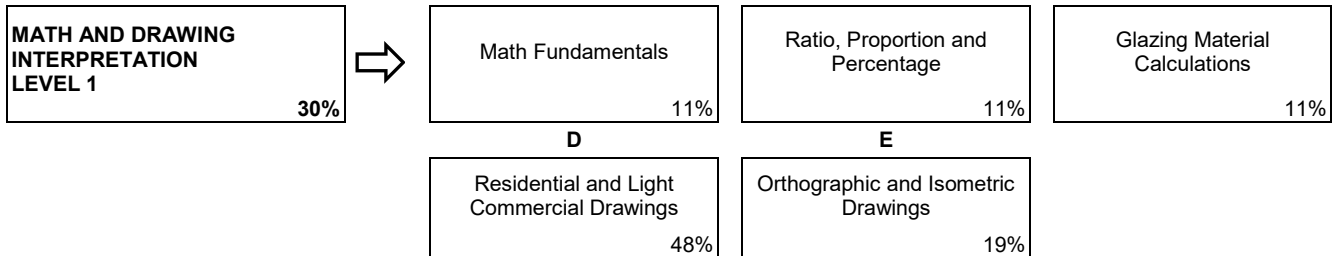 MATH AND DRAWING
INTERPRETATION
LEVEL 1
30%
Math Fundamentals
11%
Ratio, Proportion and
Percentage
11%
Glazing Material
Calculations
11%
D
Residential and Light
Commercial Drawings
48%
E
Orthographic and Isometric
Drawings
19%